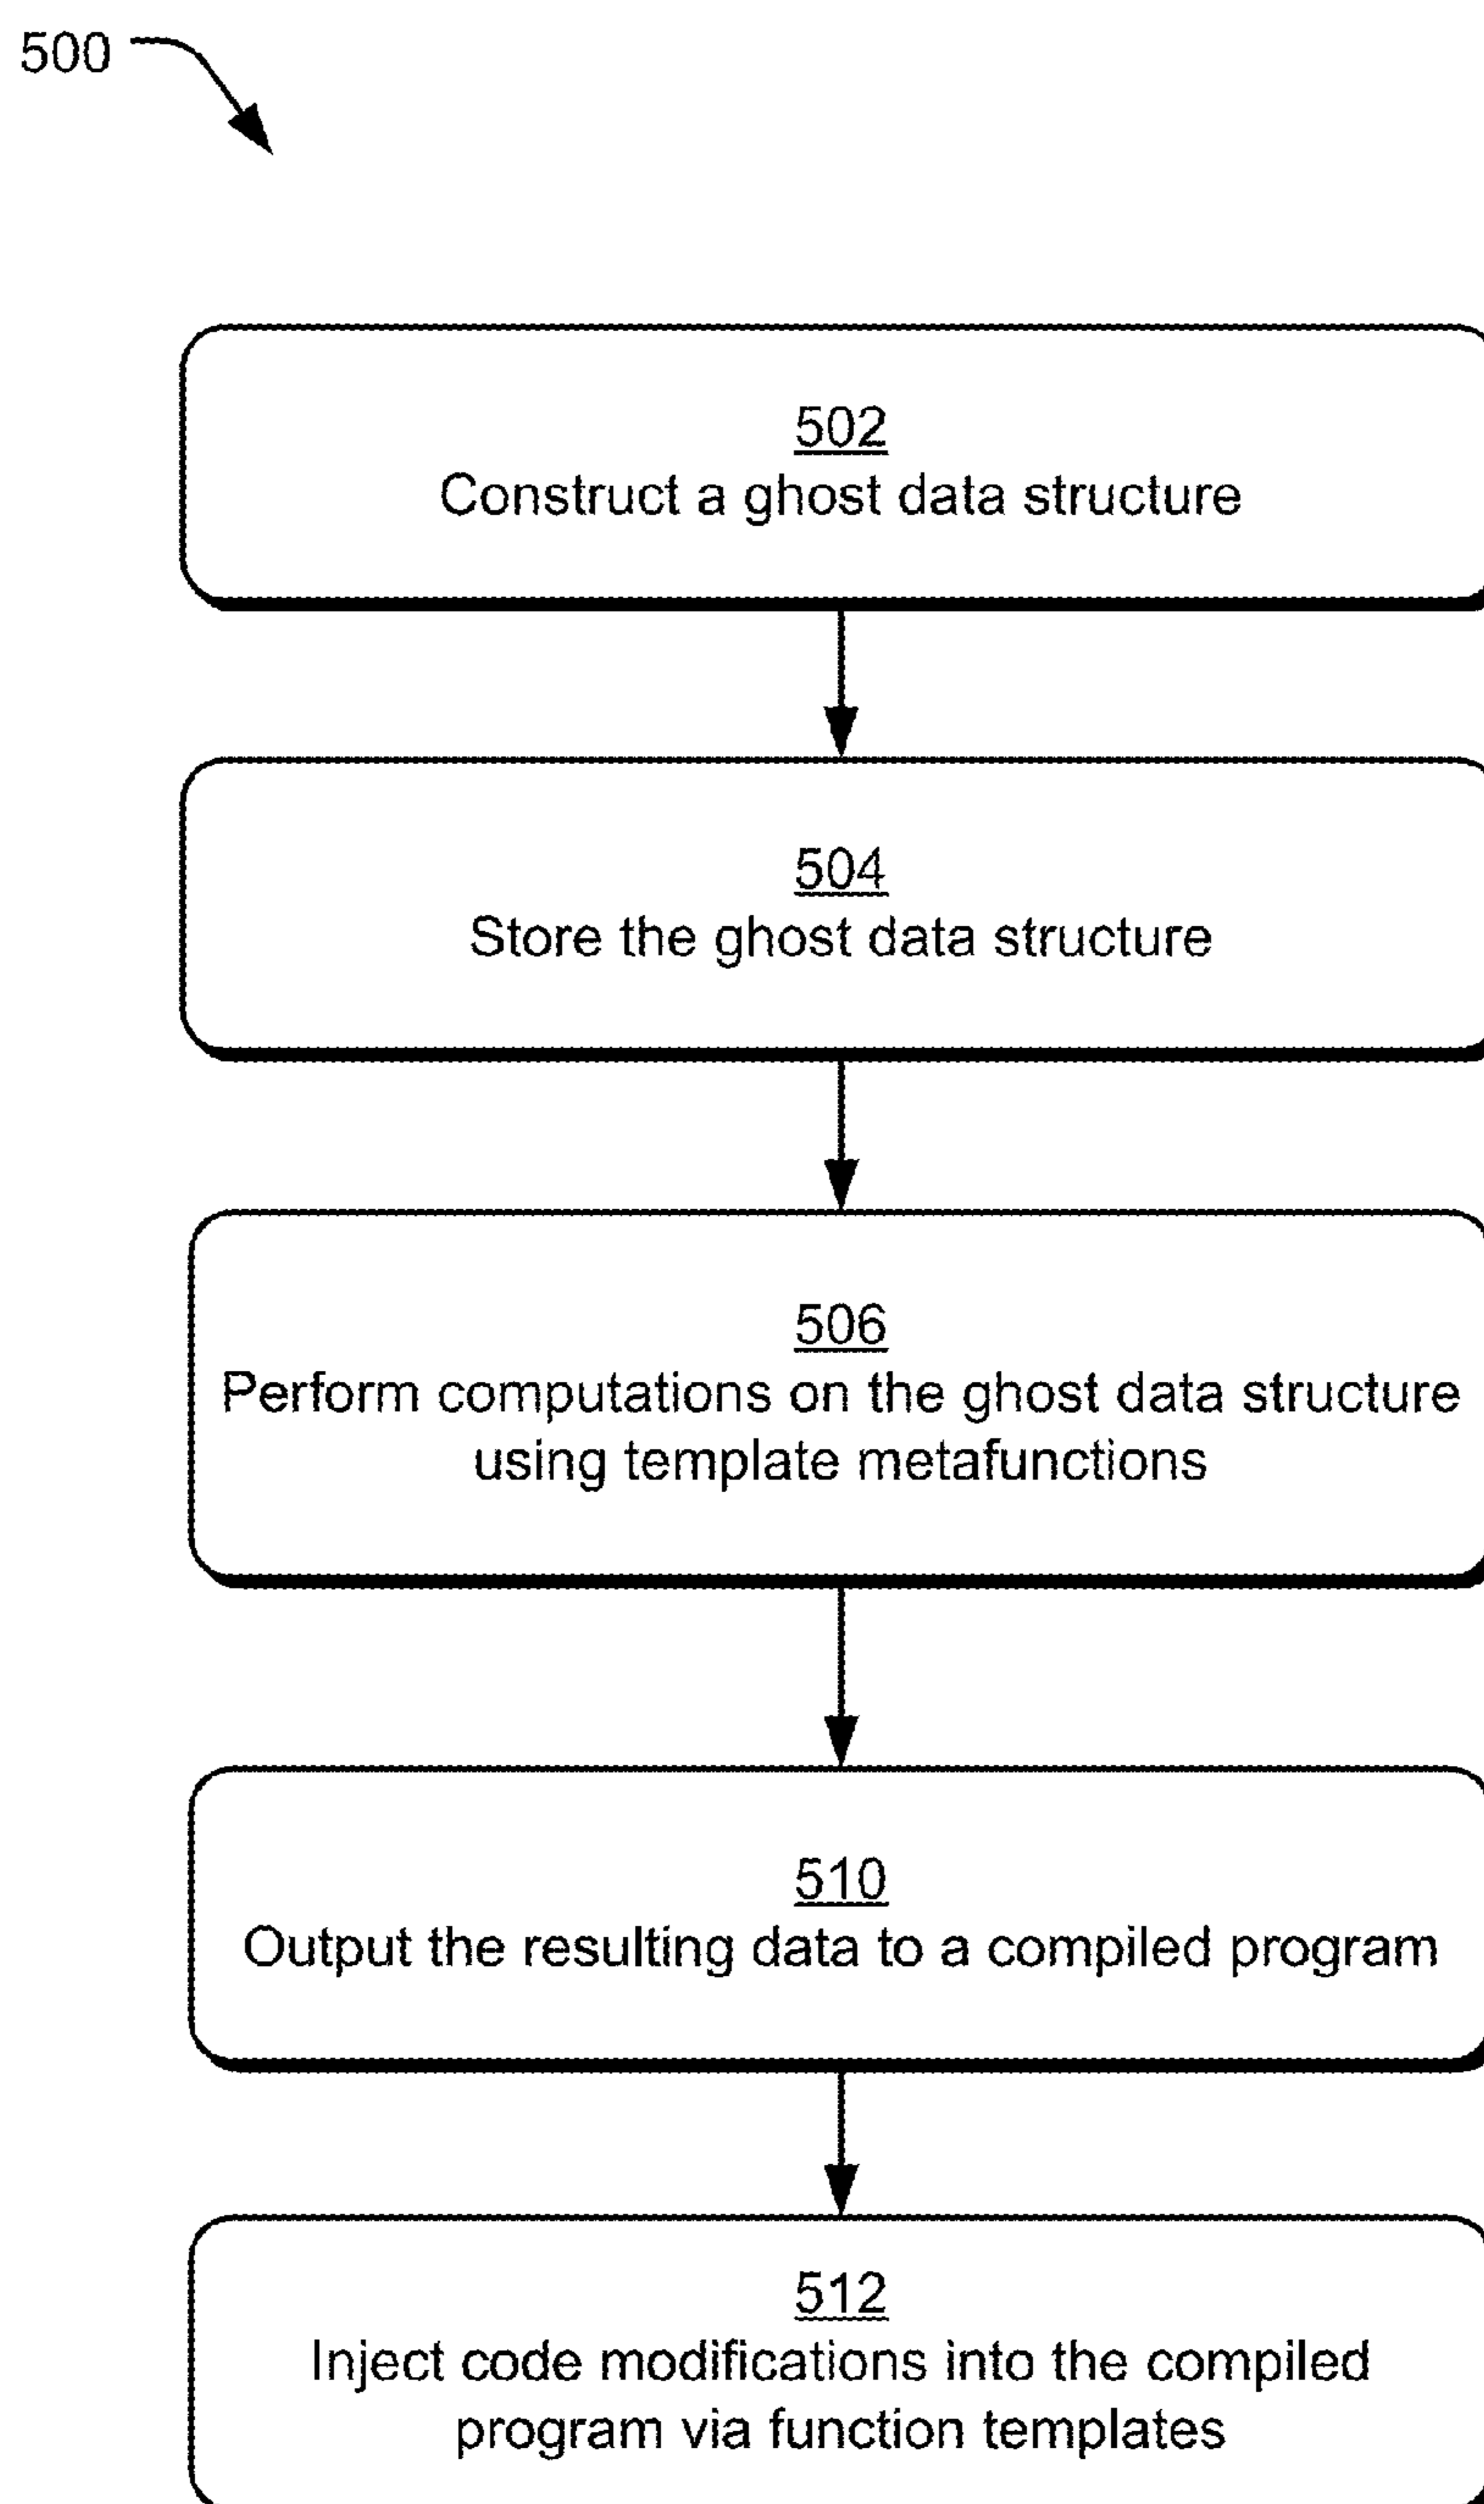 500
502
Construct a ghost data structure
504
Store the ghost data structure
506
Perform computations on the ghost data structure
using template metafunctions
510
Output the resulting data to a compiled program
512
Inject code modifications into the compiled
program via function templates